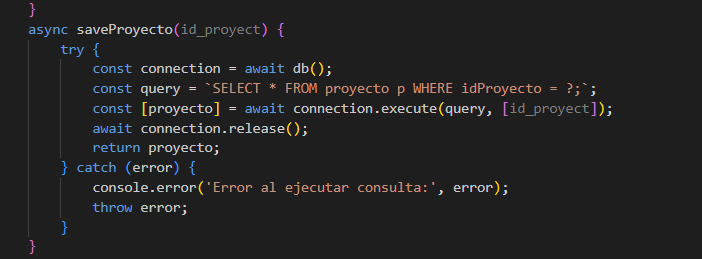 }
async saveProyecto(id_proyect) {
    try {
        const connection = await db();
        const query = `SELECT * FROM proyecto p WHERE idProyecto = ?;`;
        const [proyecto] = await connection.execute(query, [id_proyect]);
        await connection.release();
        return proyecto;
    } catch (error) {
        console.error('Error al ejecutar consulta:', error);
        throw error;
    }
}